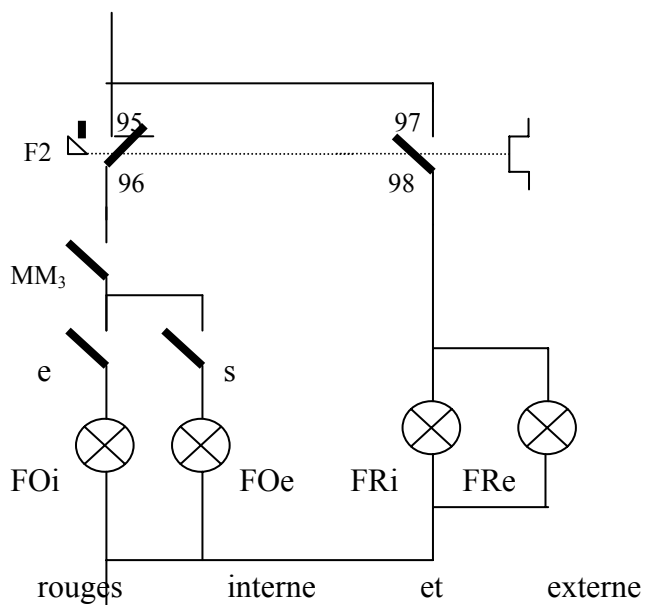 95 97
F2
96 98
MM₃
e s
FOi FOe FRi FRe
rouges interne et externe